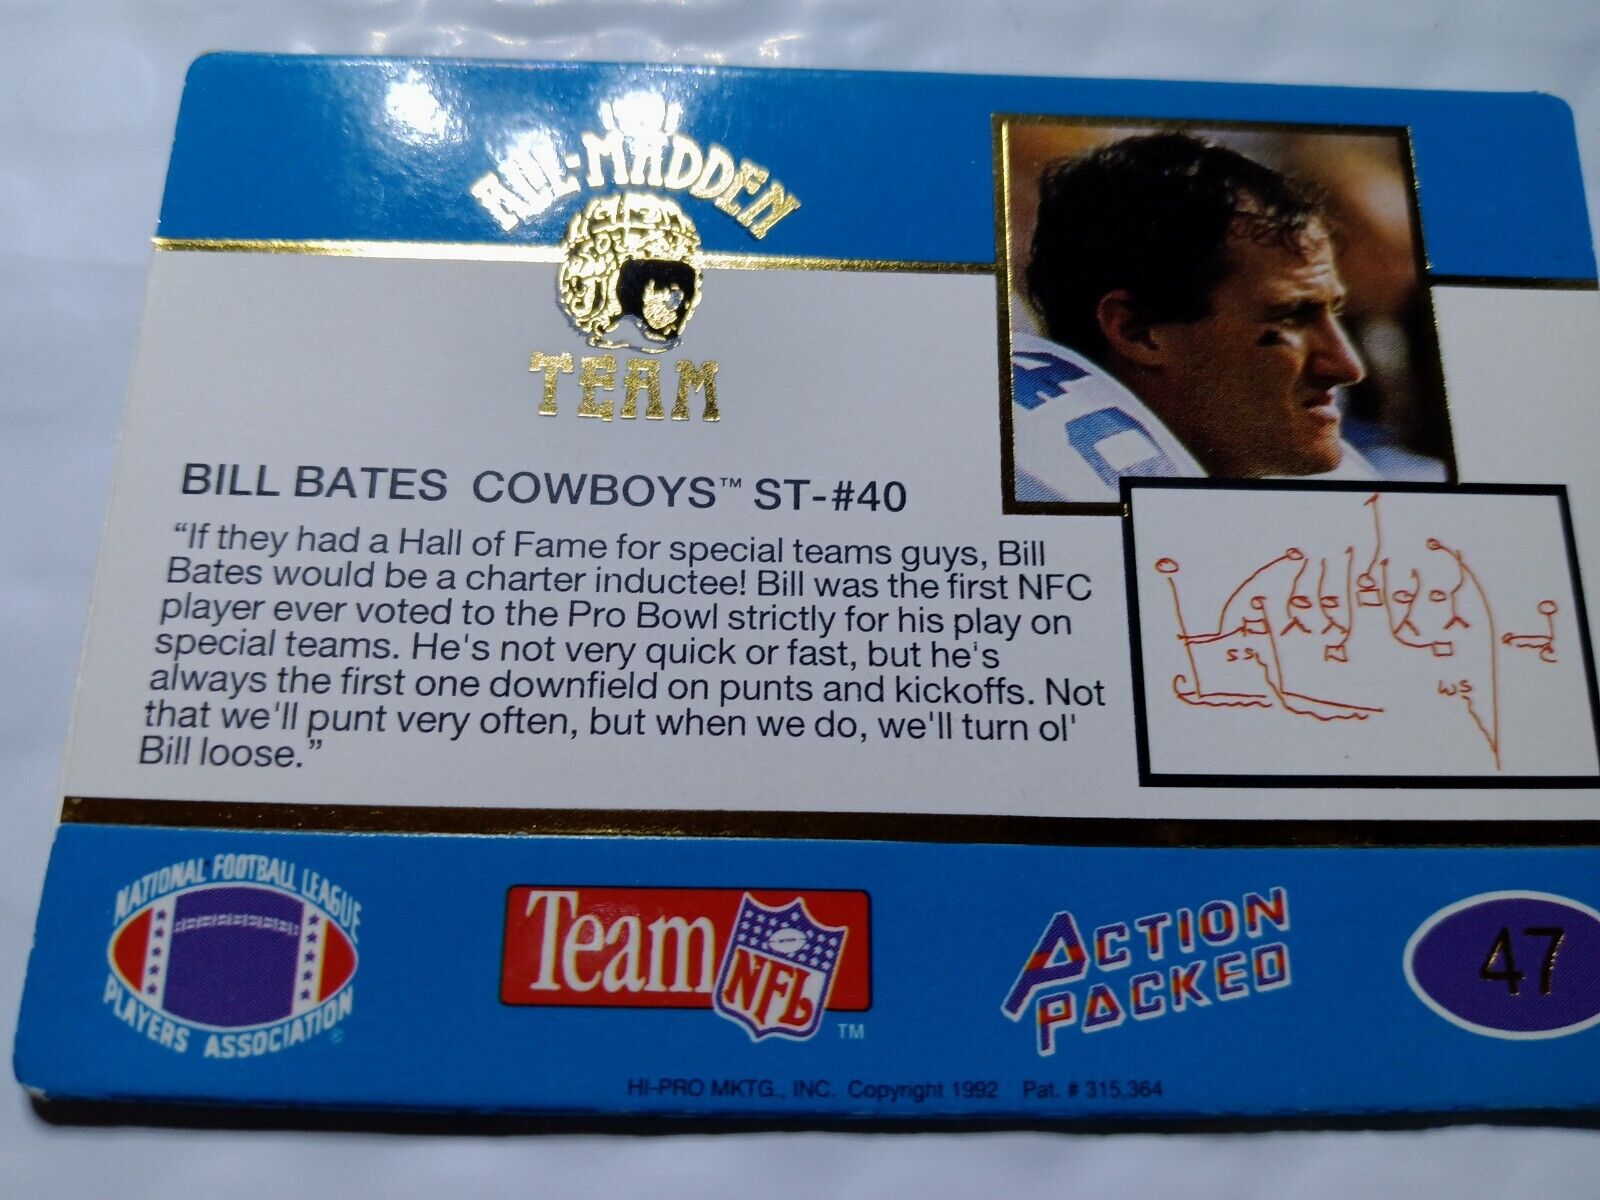 ALL-MADDEN
TEAM
BILL BATES COWBOYS™ ST-#40
“If they had a Hall of Fame for special teams guys, Bill
Bates would be a charter inductee! Bill was the first NFC
player ever voted to the Pro Bowl strictly for his play on
special teams. He's not very quick or fast, but he's
always the first one downfield on punts and kickoffs. Not
that we'll punt very often, but when we do, we'll turn ol'
Bill loose.”
40
SS
WS
C
NATIONAL FOOTBALL LEAGUE
PLAYERS ASSOCIATION
Team NFL ™
ACTION
PACKED
47
HI-PRO MKTG., INC. Copyright 1992 Pat. # 315,364